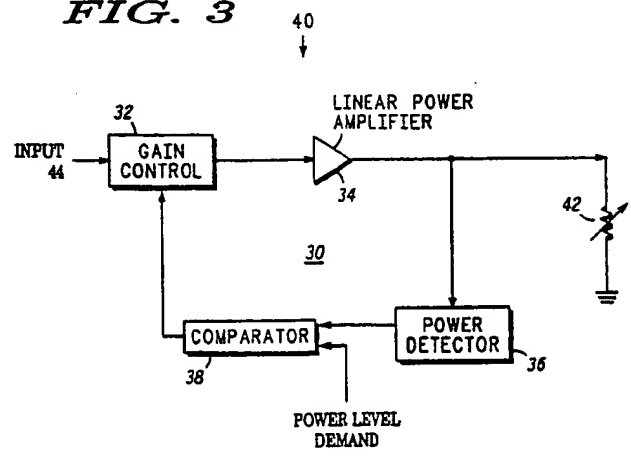 FIG. 3
40
LINEAR POWER
AMPLIFIER
32
INPUT
44
GAIN
CONTROL
34
42
30
COMPARATOR
38
POWER
DETECTOR
36
POWER LEVEL
DEMAND